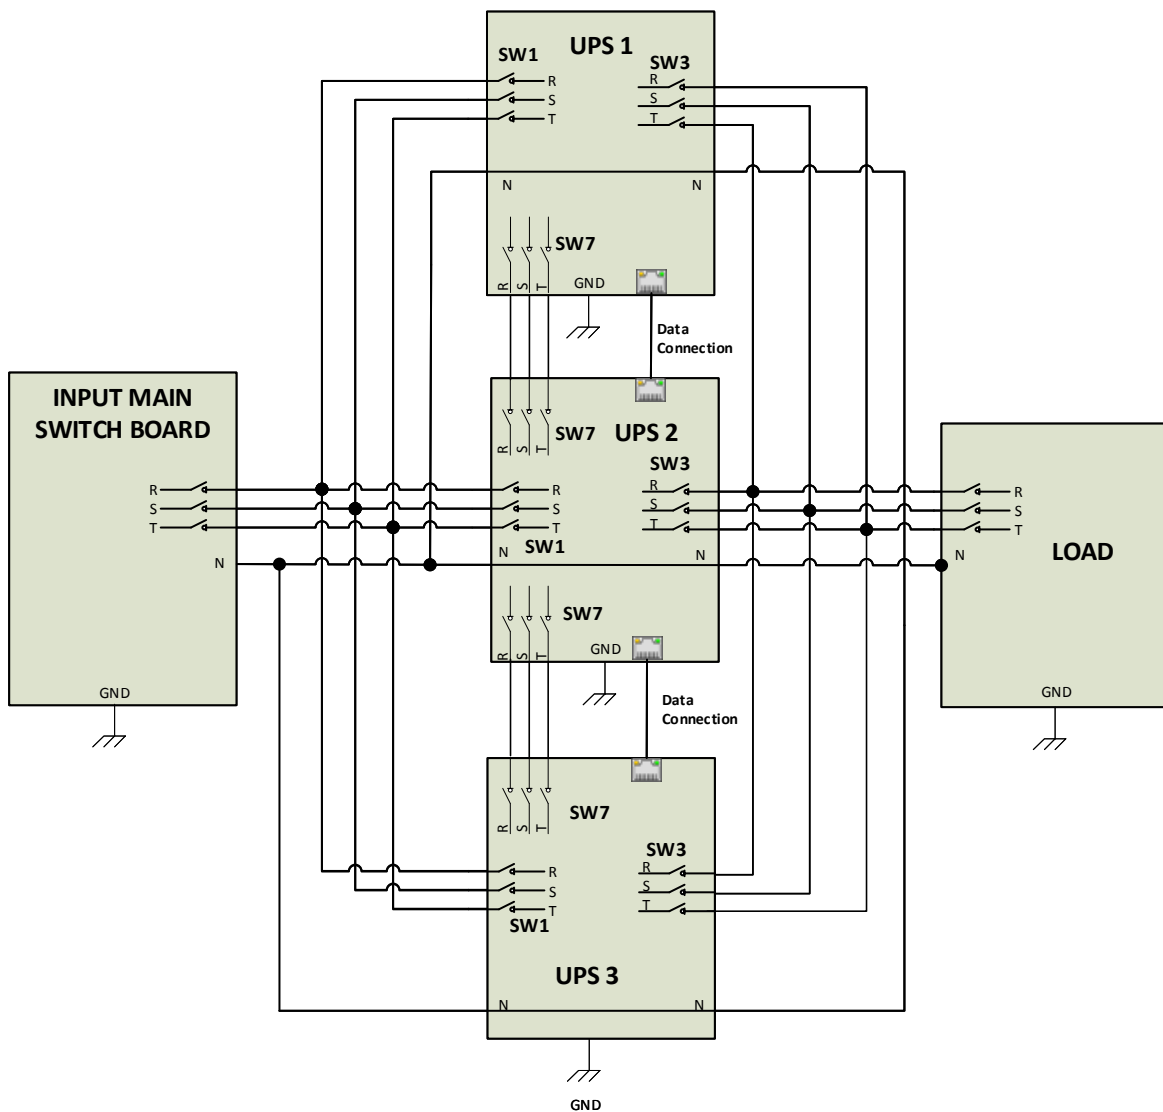 UPS 1
SW1
SW3
R
R
S
S
T
T
N
N
SW7
R
S
T
GND
Data
Connection
INPUT MAIN
SWITCH BOARD
R
S
T
N
GND
SW7
UPS 2
R
S
T
SW3
R
R
S
S
T
T
SW1
N
N
SW7
R
S
T
GND
R
S
T
N
LOAD
GND
Data
Connection
SW7
R
S
T
SW3
R
R
S
S
T
T
SW1
UPS 3
N
N
GND